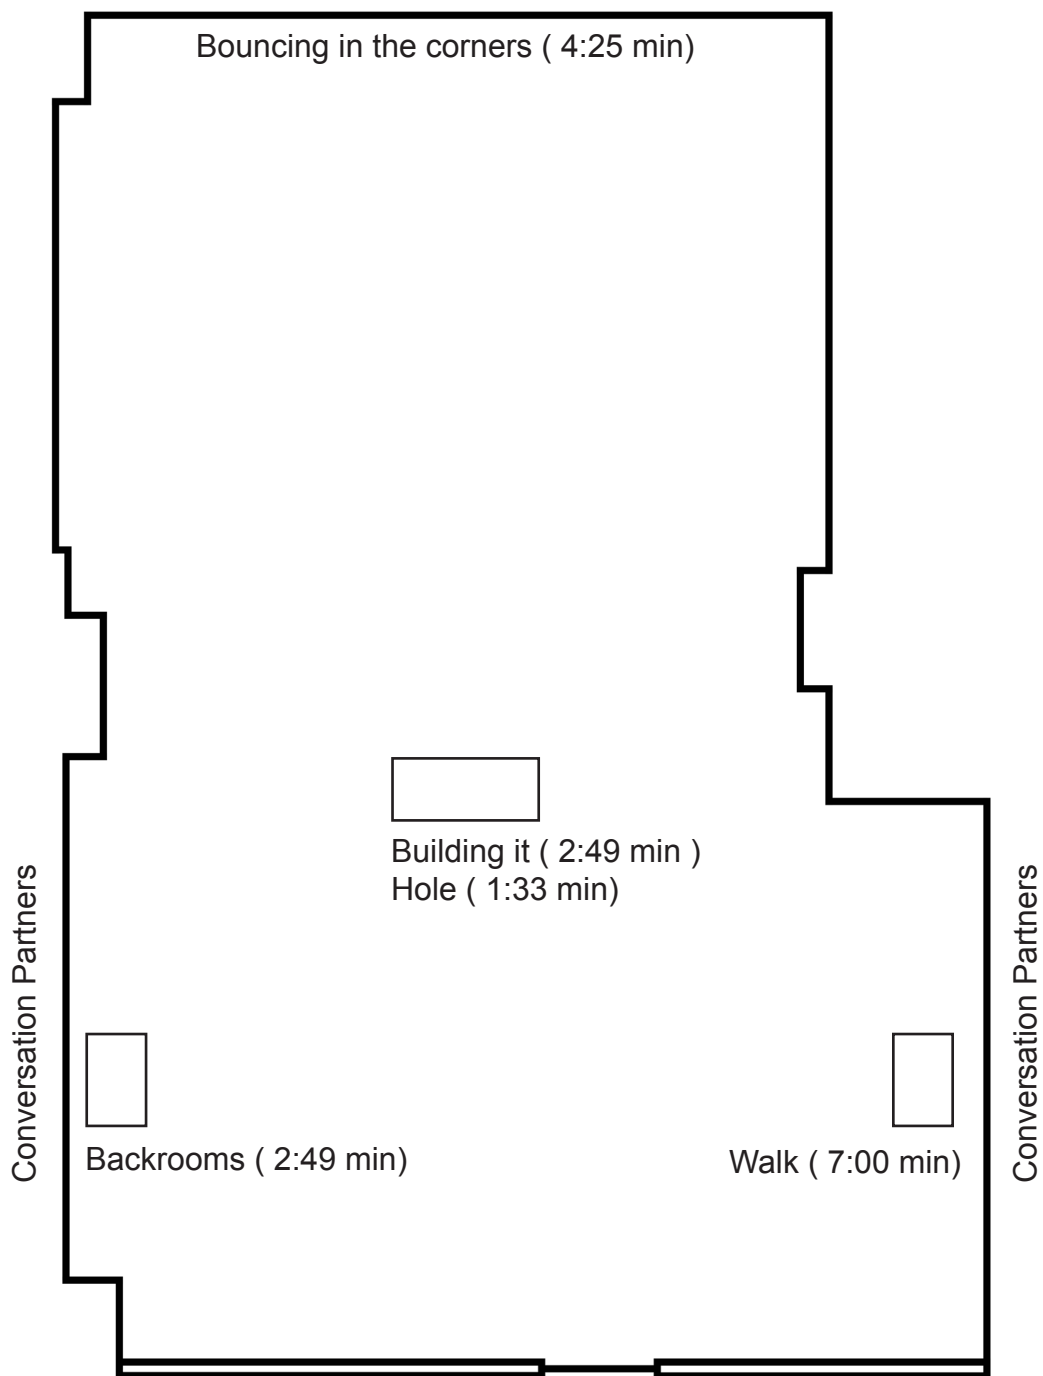 Bouncing in the corners ( 4:25 min)
Building it ( 2:49 min )
Hole ( 1:33 min)
Conversation Partners
Conversation Partners
Backrooms ( 2:49 min)
Walk ( 7:00 min)